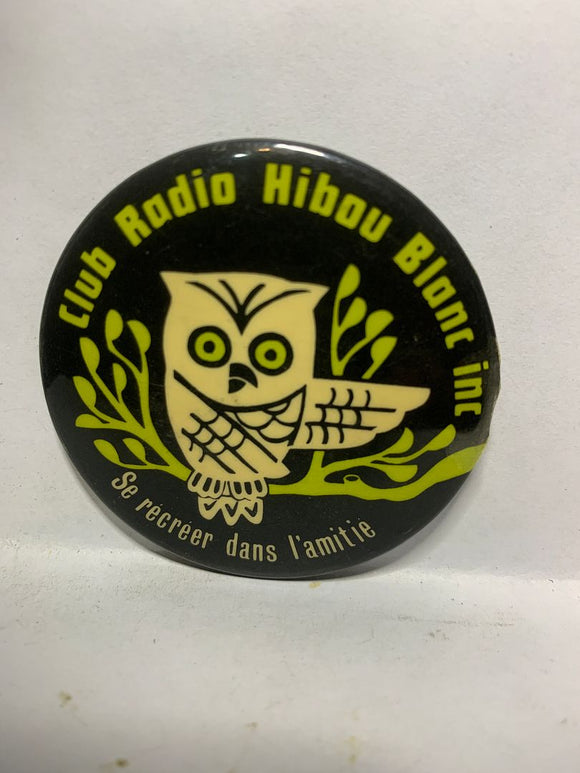 Club Radio Hibou Blanc inc
Se récréer dans l'amitie